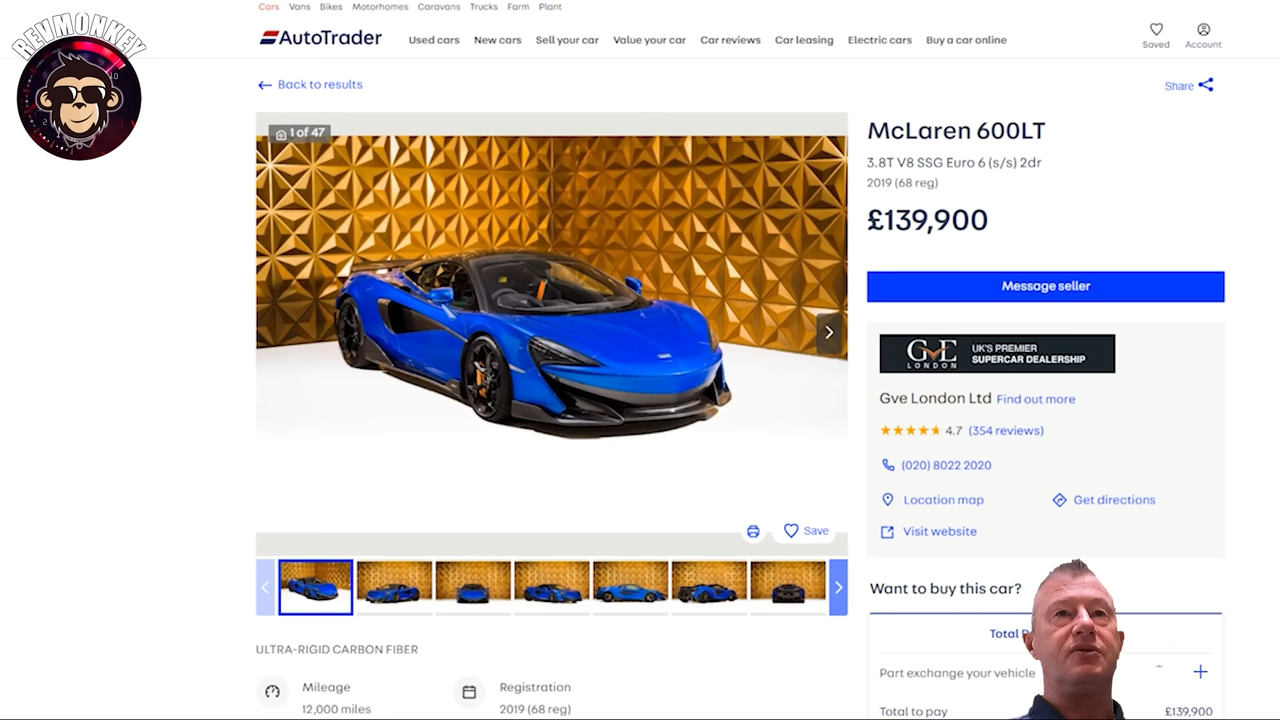 Cars Vans Bikes Motorhomes Caravans Trucks Farm Plant
REVMONKEY
AutoTrader
Used cars New cars Sell your car Value your car Car reviews Car leasing Electric cars Buy a car online
Saved Account
Back to results
Share
1 of 47
McLaren 600LT
3.8T V8 SSG Euro 6 (s/s) 2dr
2019 (68 reg)
£139,900
Message seller
GVE LONDON
UK'S PREMIER
SUPERCAR DEALERSHIP
Gve London Ltd Find out more
4.7 (354 reviews)
(020) 8022 2020
Location map Get directions
Visit website
Save
Want to buy this car?
Total
Part exchange your vehicle
Total to pay £139,900
ULTRA-RIGID CARBON FIBER
Mileage Registration
12,000 miles 2019 (68 reg)